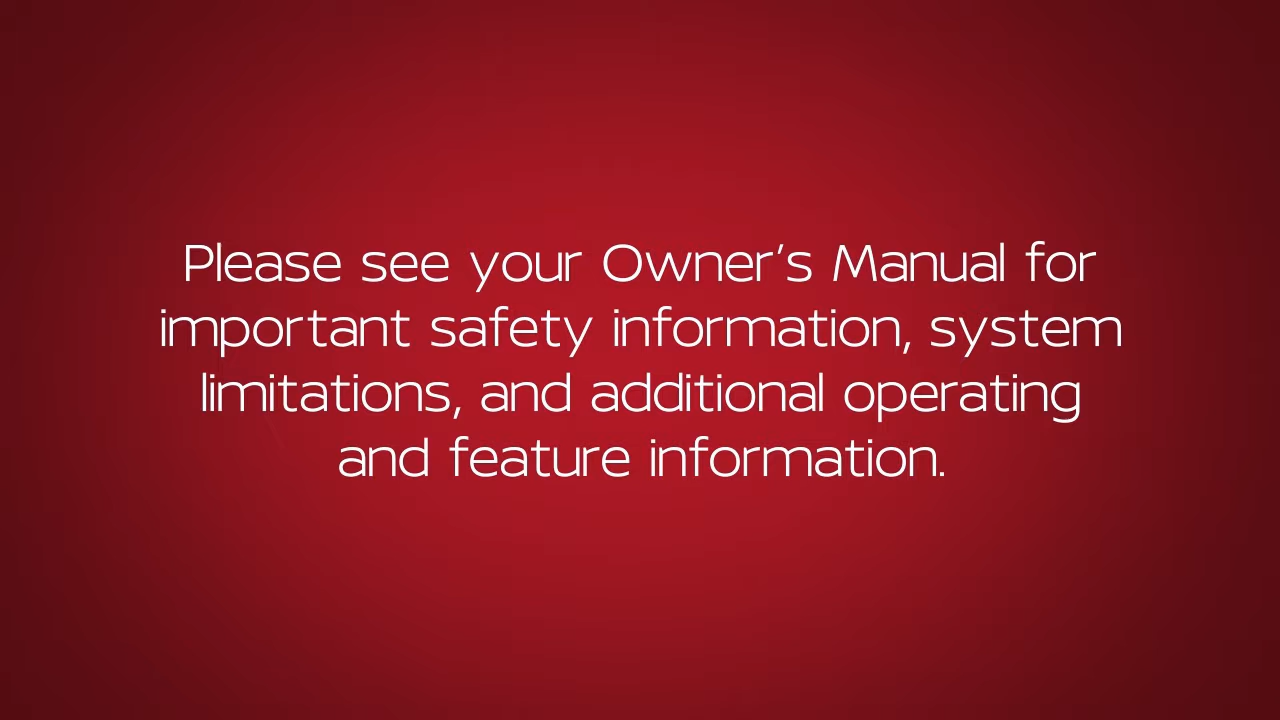 Please see your Owner’s Manual for
important safety information, system
limitations, and additional operating
and feature information.